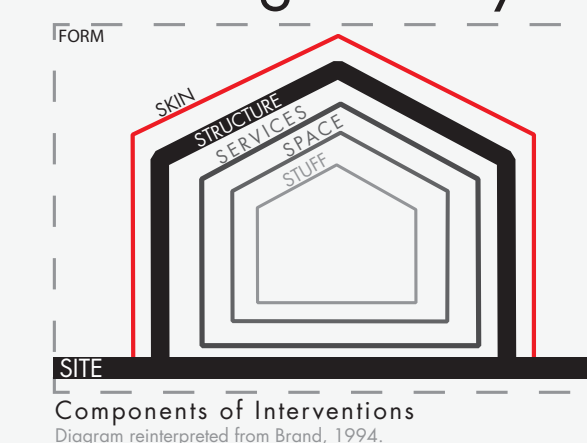 FORM
SKIN
STRUCTURE
SERVICES
SPACE
STUFF
SITE
Components of Interventions
Diagram reinterpreted from Brand, 1994.